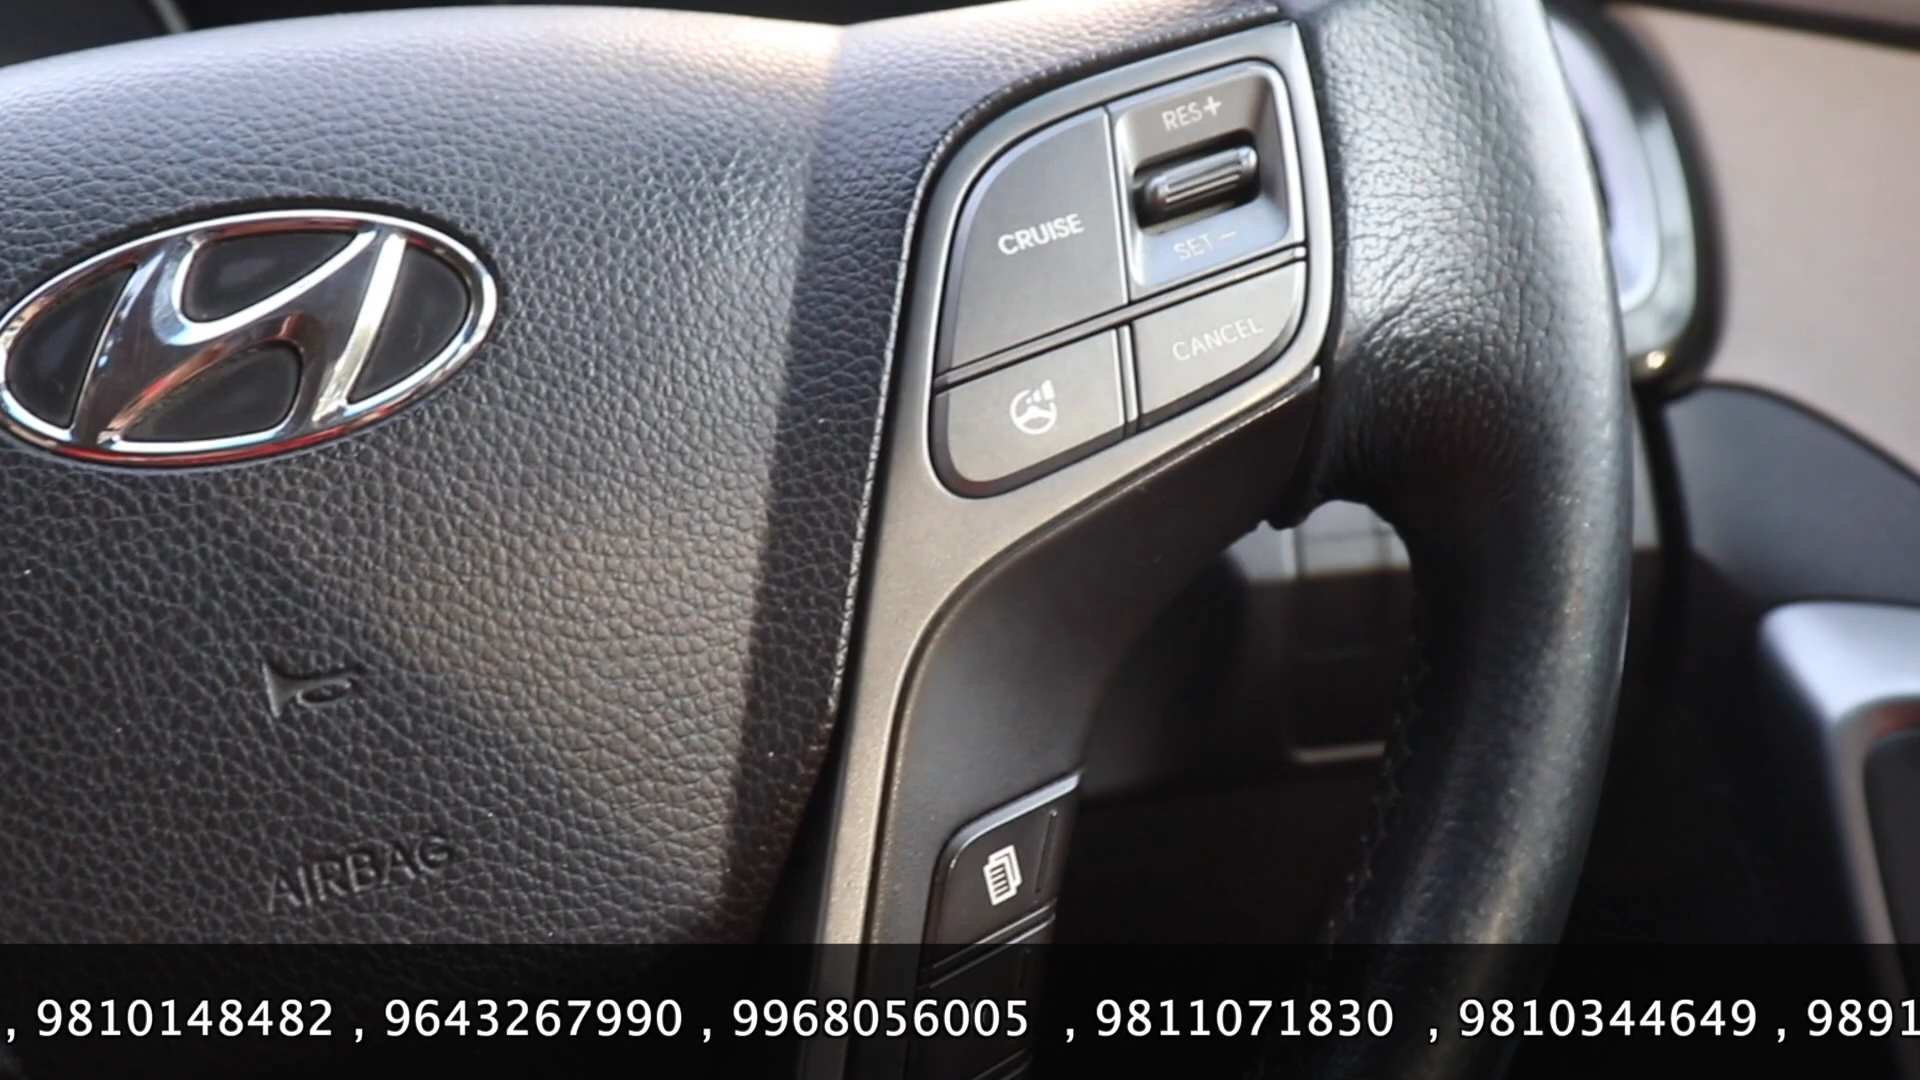 RES+
CRUISE
SET-
CANCEL
AIRBAG
, 9810148482 , 9643267990 , 9968056005 , 9811071830 , 9810344649 , 9891